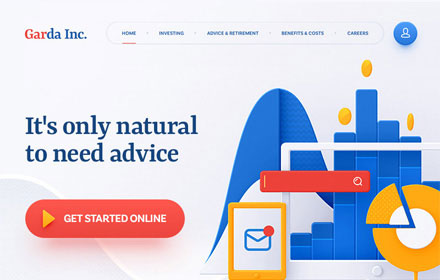 Garda Inc.
HOME
INVESTING
ADVICE & RETIREMENT
BENEFITS & COSTS
CAREERS
It's only natural
to need advice
GET STARTED ONLINE